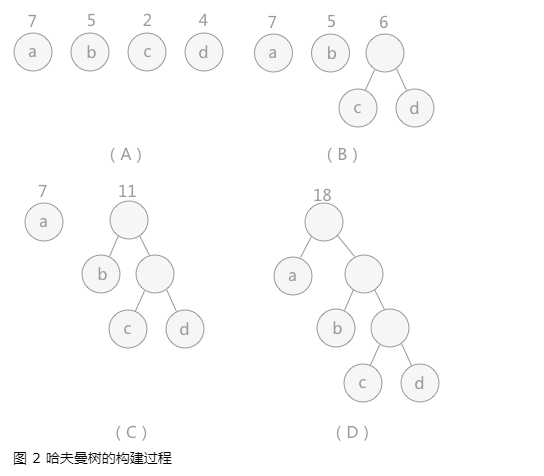 7 5 2 4
a b c d
( A )
7 5 6
a b
c d
( B )
7 11
a
b
c d
( C )
18
a
b
c d
( D )
图 2 哈夫曼树的构建过程